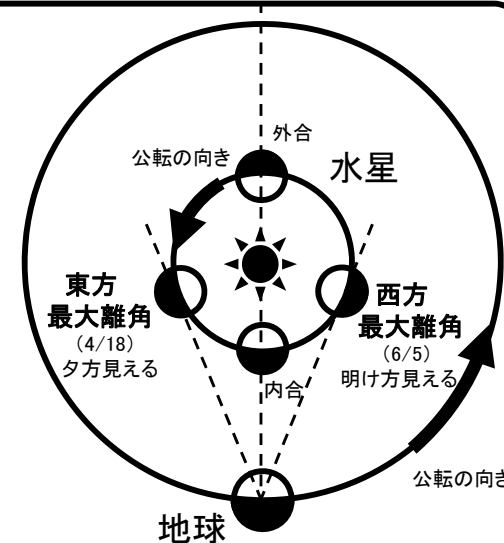 外合
公転の向き
水星
東方
最大離角
(4/18)
夕方見える
西方
最大離角
(6/5)
明け方見える
内合
公転の向き
地球